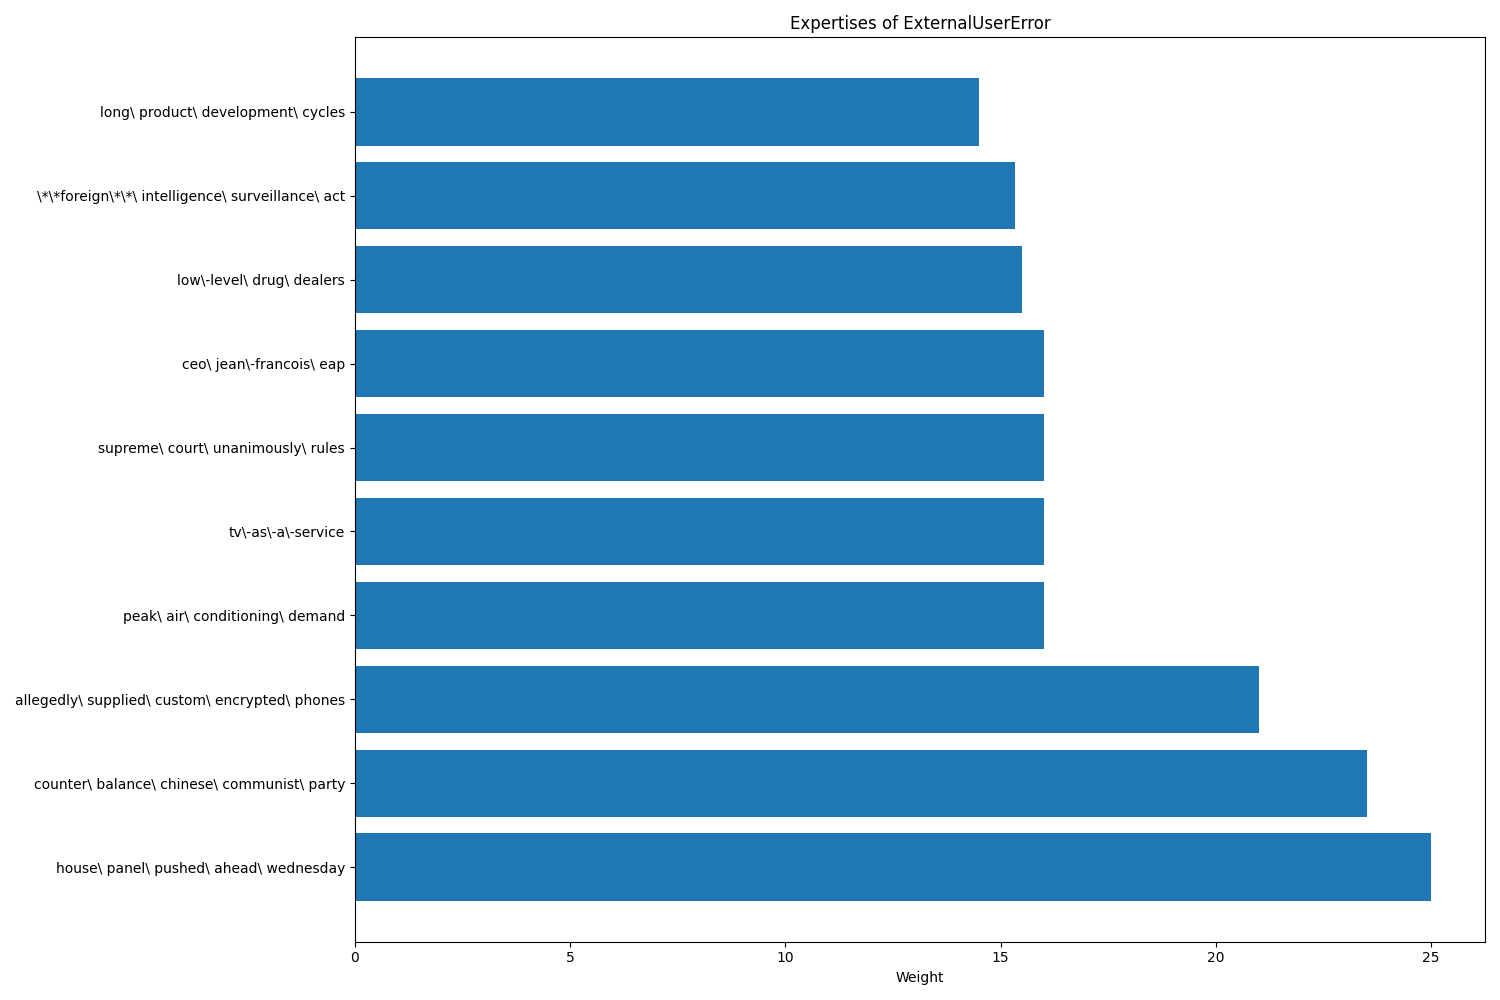 Expertises of ExternalUserError
long\ product\ development\ cycles
\*\*foreign\*\*\ intelligence\ surveillance\ act
low\-level\ drug\ dealers
ceo\ jean\-francois\ eap
supreme\ court\ unanimously\ rules
tv\-as\-a\-service
peak\ air\ conditioning\ demand
allegedly\ supplied\ custom\ encrypted\ phones
counter\ balance\ chinese\ communist\ party
house\ panel\ pushed\ ahead\ wednesday
0 5 10 15 20 25
Weight